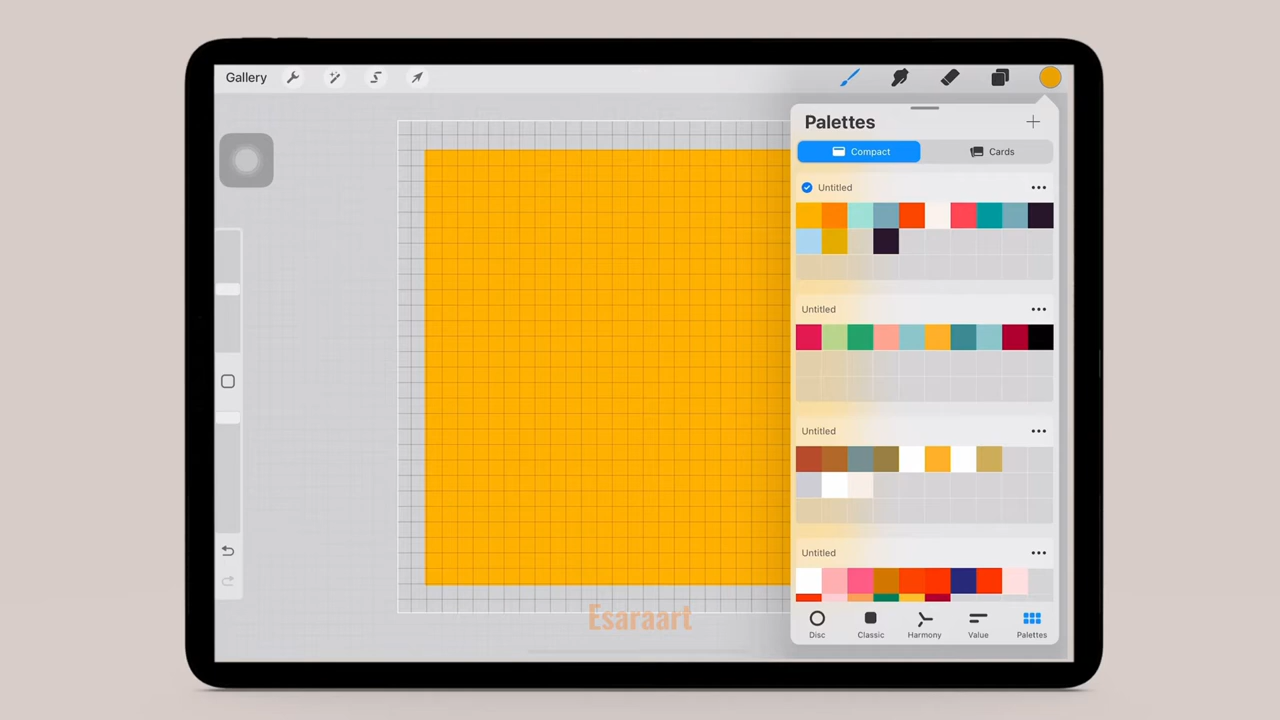 Gallery
Palettes
Compact
Cards
Untitled
Untitled
Untitled
Untitled
Disc
Classic
Harmony
Value
Palettes
Esaraart